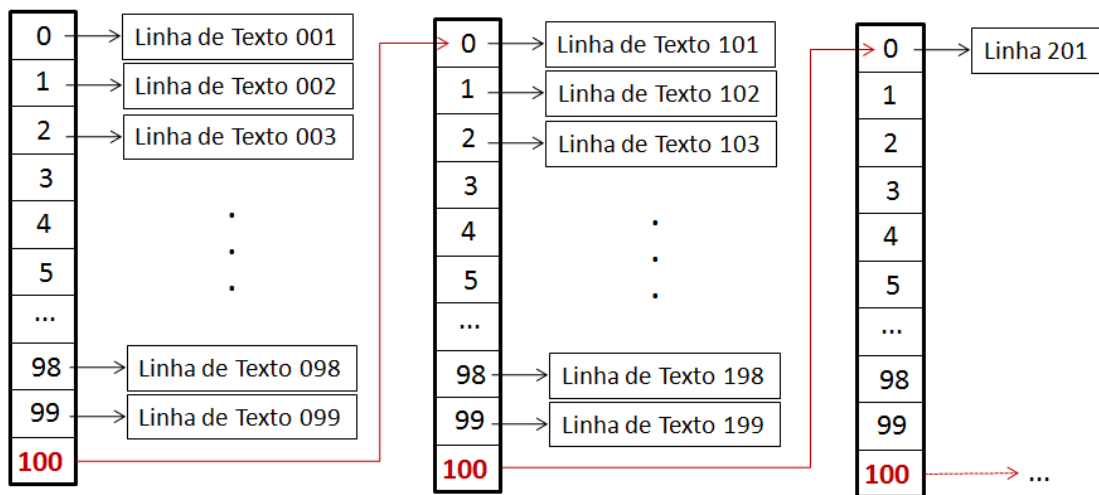 0 Linha de Texto 001
1 Linha de Texto 002
2 Linha de Texto 003
3
4
5
...
98 Linha de Texto 098
99 Linha de Texto 099
100
0 Linha de Texto 101
1 Linha de Texto 102
2 Linha de Texto 103
3
4
5
...
98 Linha de Texto 198
99 Linha de Texto 199
100
0 Linha 201
1
2
3
4
5
...
98
99
100 ...